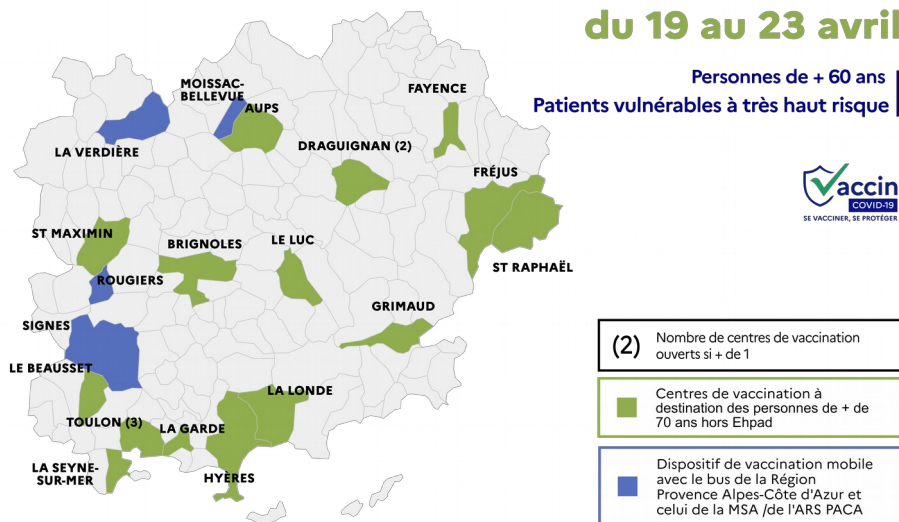 du 19 au 23 avril
Personnes de + 60 ans
Patients vulnérables à très haut risque
MOISSAC-
BELLEVUE
AUPS
FAYENCE
LA VERDIÈRE
DRAGUIGNAN (2)
FRÉJUS
Vaccin
COVID-19
SE VACCINER, SE PROTÉGER
ST MAXIMIN
BRIGNOLES
LE LUC
ST RAPHAËL
ROUGIERS
GRIMAUD
SIGNES
LE BEAUSSET
LA LONDE
TOULON (3)
LA GARDE
LA SEYNE-
SUR-MER
HYÈRES
(2)
Nombre de centres de vaccination
ouverts si + de 1
Centres de vaccination à
destination des personnes de + de
70 ans hors Ehpad
Dispositif de vaccination mobile
avec le bus de la Région
Provence Alpes-Côte d'Azur et
celui de la MSA /de l'ARS PACA